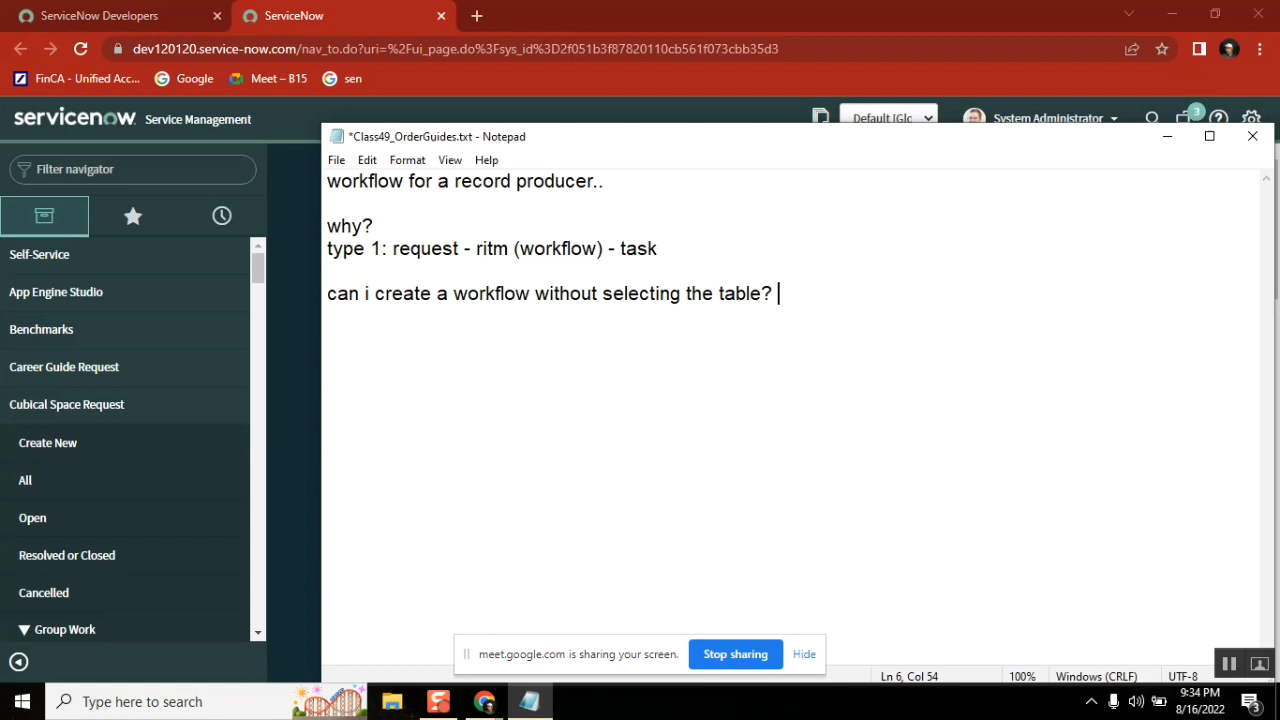 ServiceNow Developers
ServiceNow
dev120120.service-now.com/nav_to.do?uri=%2Fui_page.do%3Fsys_id%3D2f051b3f87820110cb561f073cbb35d3
FinCA - Unified Acc...
Google
Meet – B15
sen
servicenow
Service Management
Default [Glc
System Administrator
3
Filter navigator
Self-Service
App Engine Studio
Benchmarks
Career Guide Request
Cubical Space Request
Create New
All
Open
Resolved or Closed
Cancelled
Group Work
*Class49_OrderGuides.txt - Notepad
File Edit Format View Help
workflow for a record producer..
why?
type 1: request - ritm (workflow) - task
can i create a workflow without selecting the table?
meet.google.com is sharing your screen.
Stop sharing
Hide
Ln 6, Col 54
100%
Windows (CRLF)
UTF-8
Type here to search
9:34 PM
8/16/2022
3